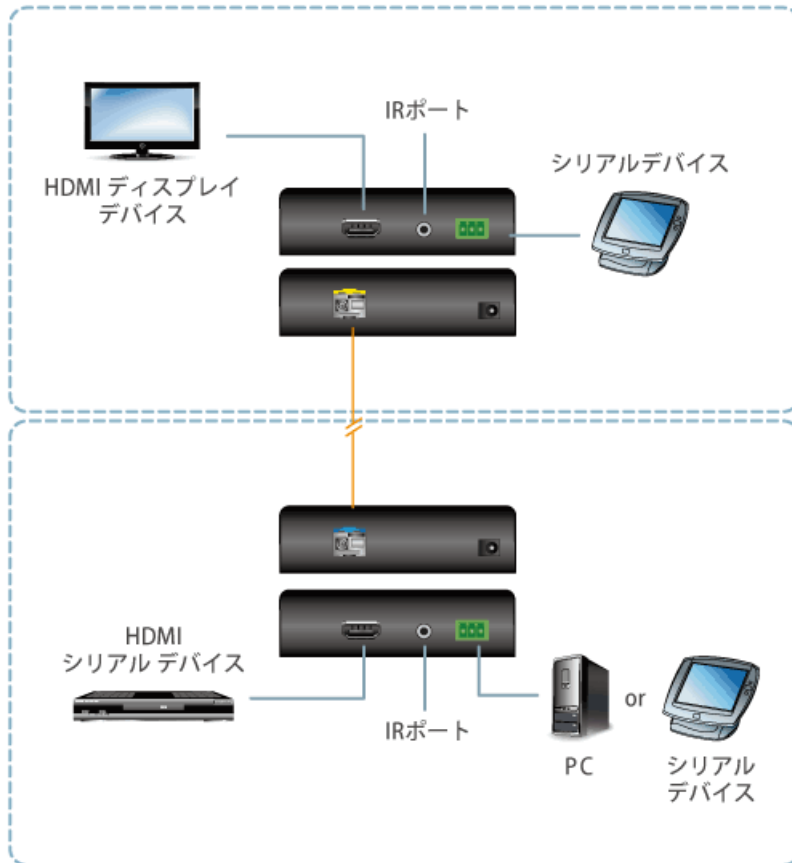 IRポート
シリアルデバイス
HDMI ディスプレイ
デバイス
HDMI
シリアル デバイス
IRポート
or
PC
シリアル
デバイス